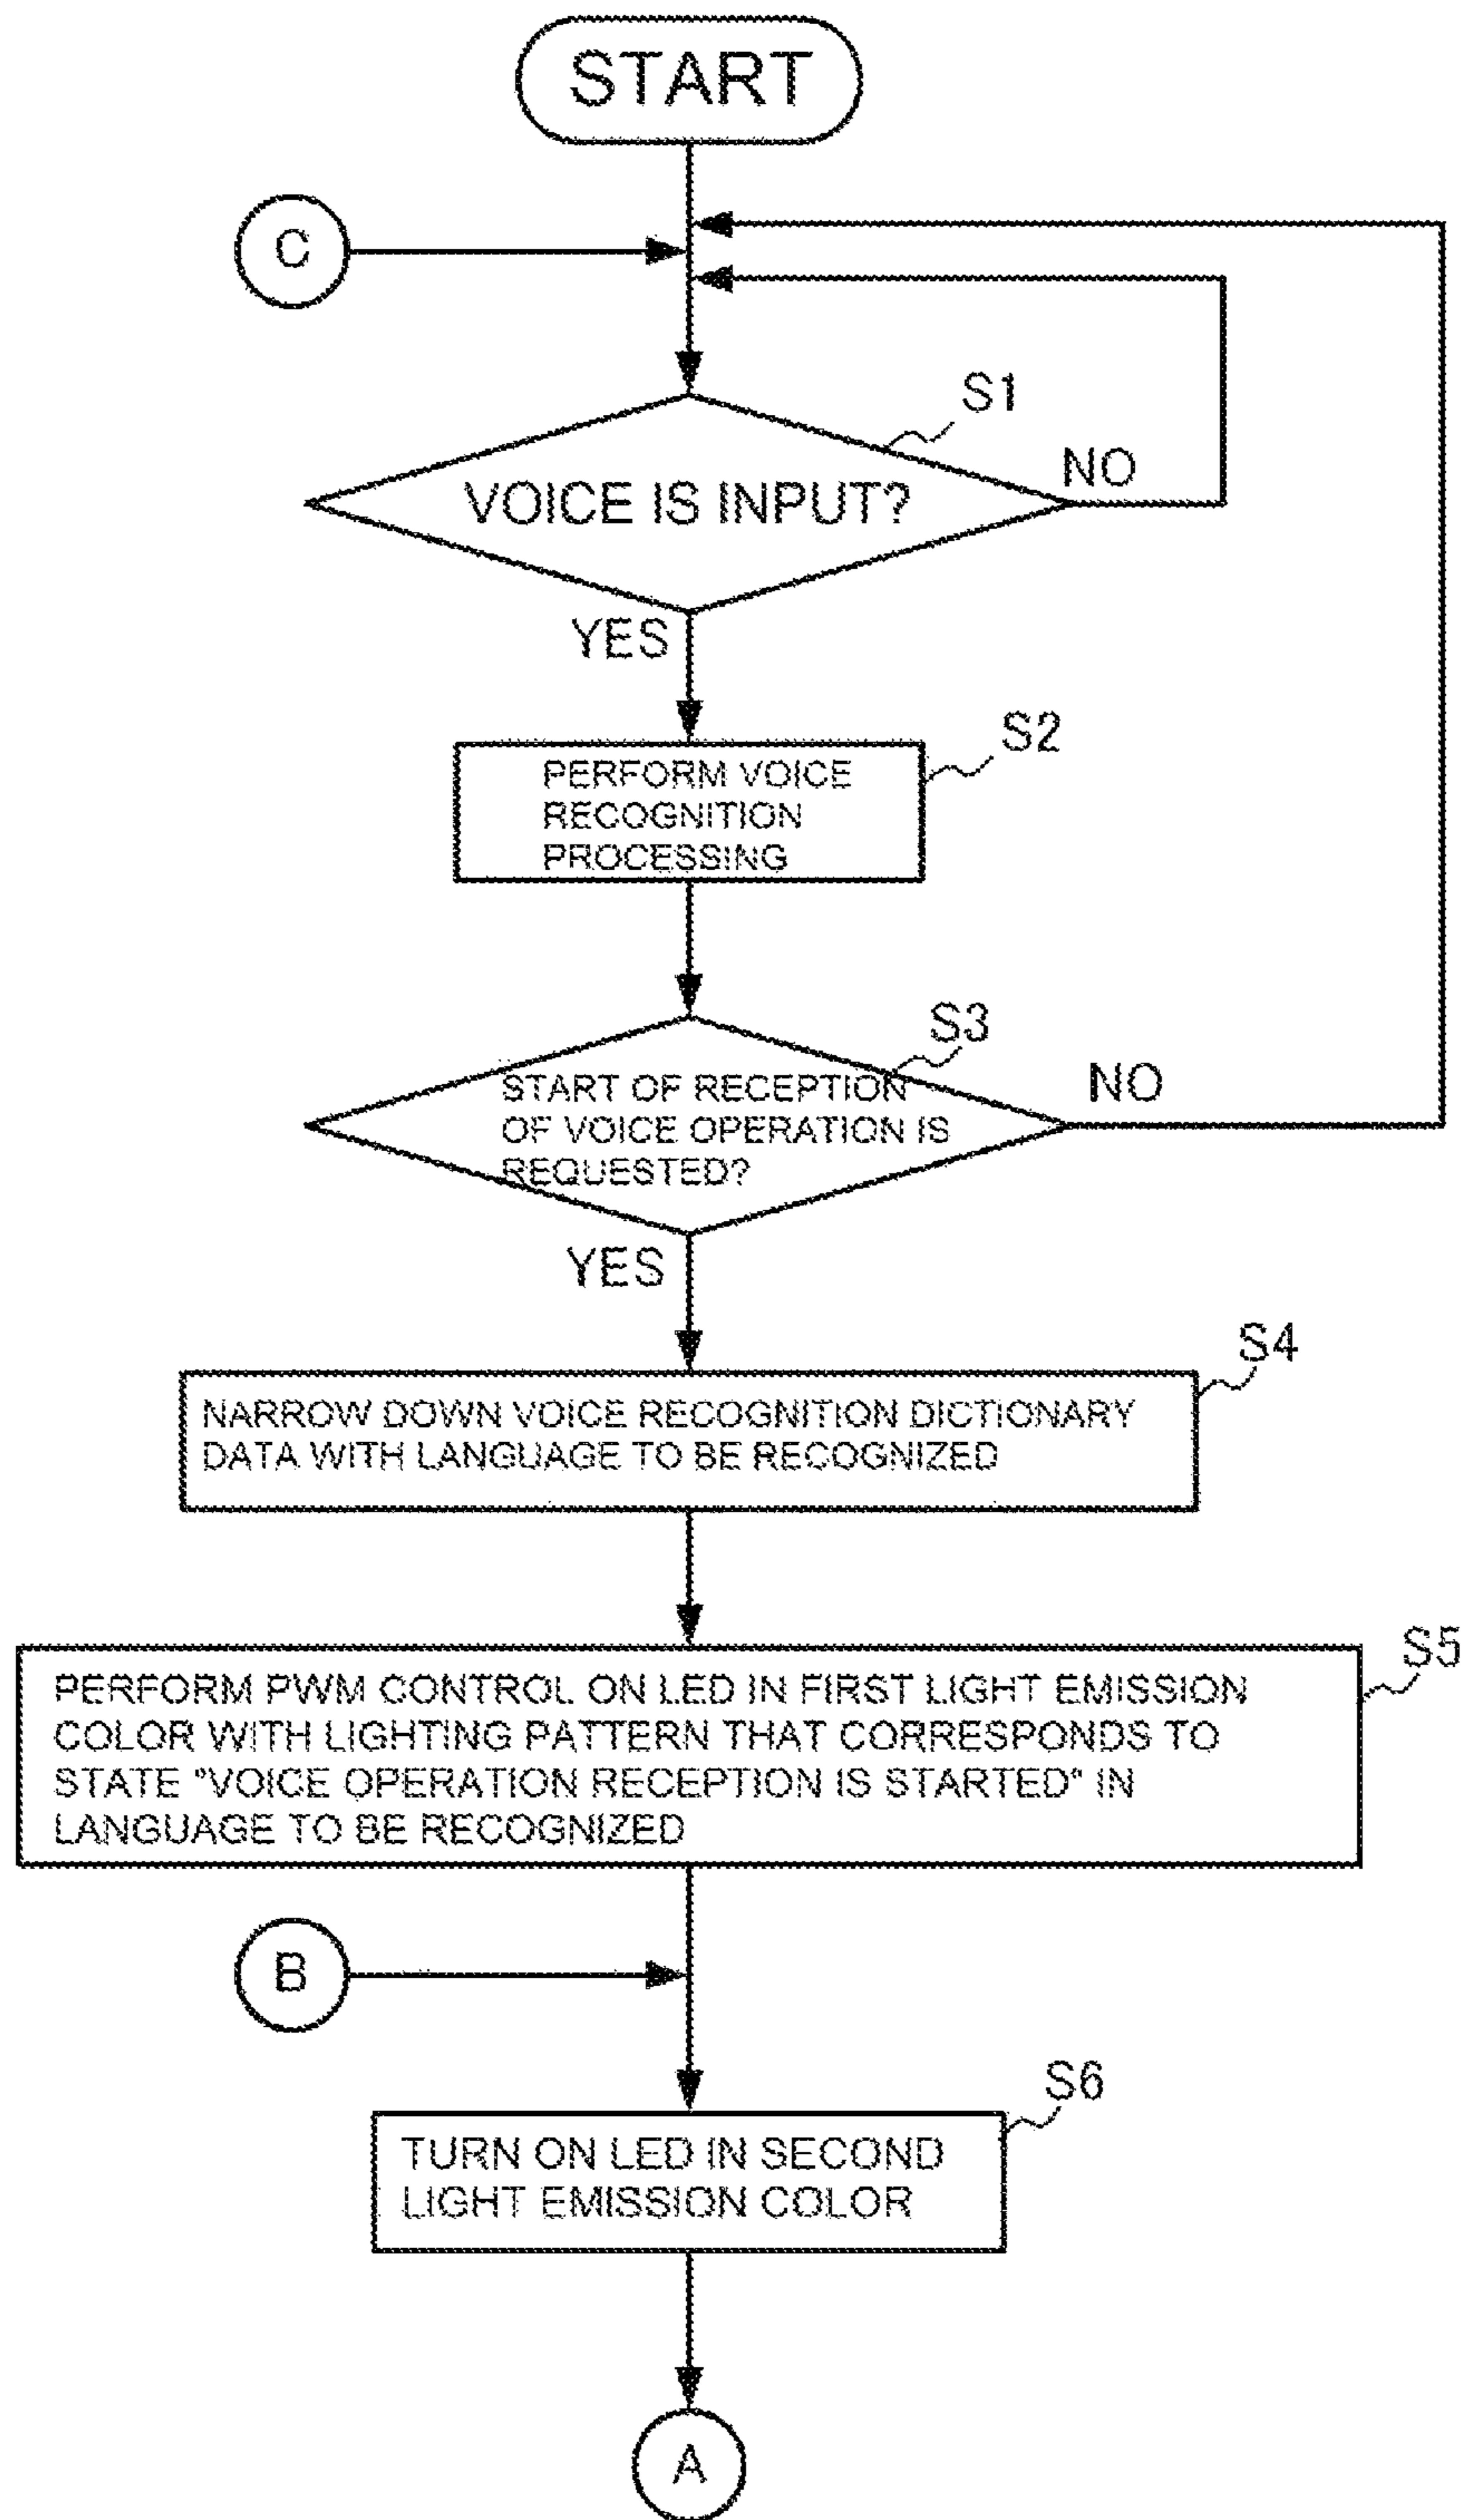 START
C
S1
VOICE IS INPUT?
NO
YES
S2
PERFORM VOICE
RECOGNITION
PROCESSING
S3
START OF RECEPTION
OF VOICE OPERATION IS
REQUESTED?
NO
YES
S4
NARROW DOWN VOICE RECOGNITION DICTIONARY
DATA WITH LANGUAGE TO BE RECOGNIZED
S5
PERFORM PWM CONTROL ON LED IN FIRST LIGHT EMISSION
COLOR WITH LIGHTING PATTERN THAT CORRESPONDS TO
STATE "VOICE OPERATION RECEPTION IS STARTED" IN
LANGUAGE TO BE RECOGNIZED
B
S6
TURN ON LED IN SECOND
LIGHT EMISSION COLOR
A